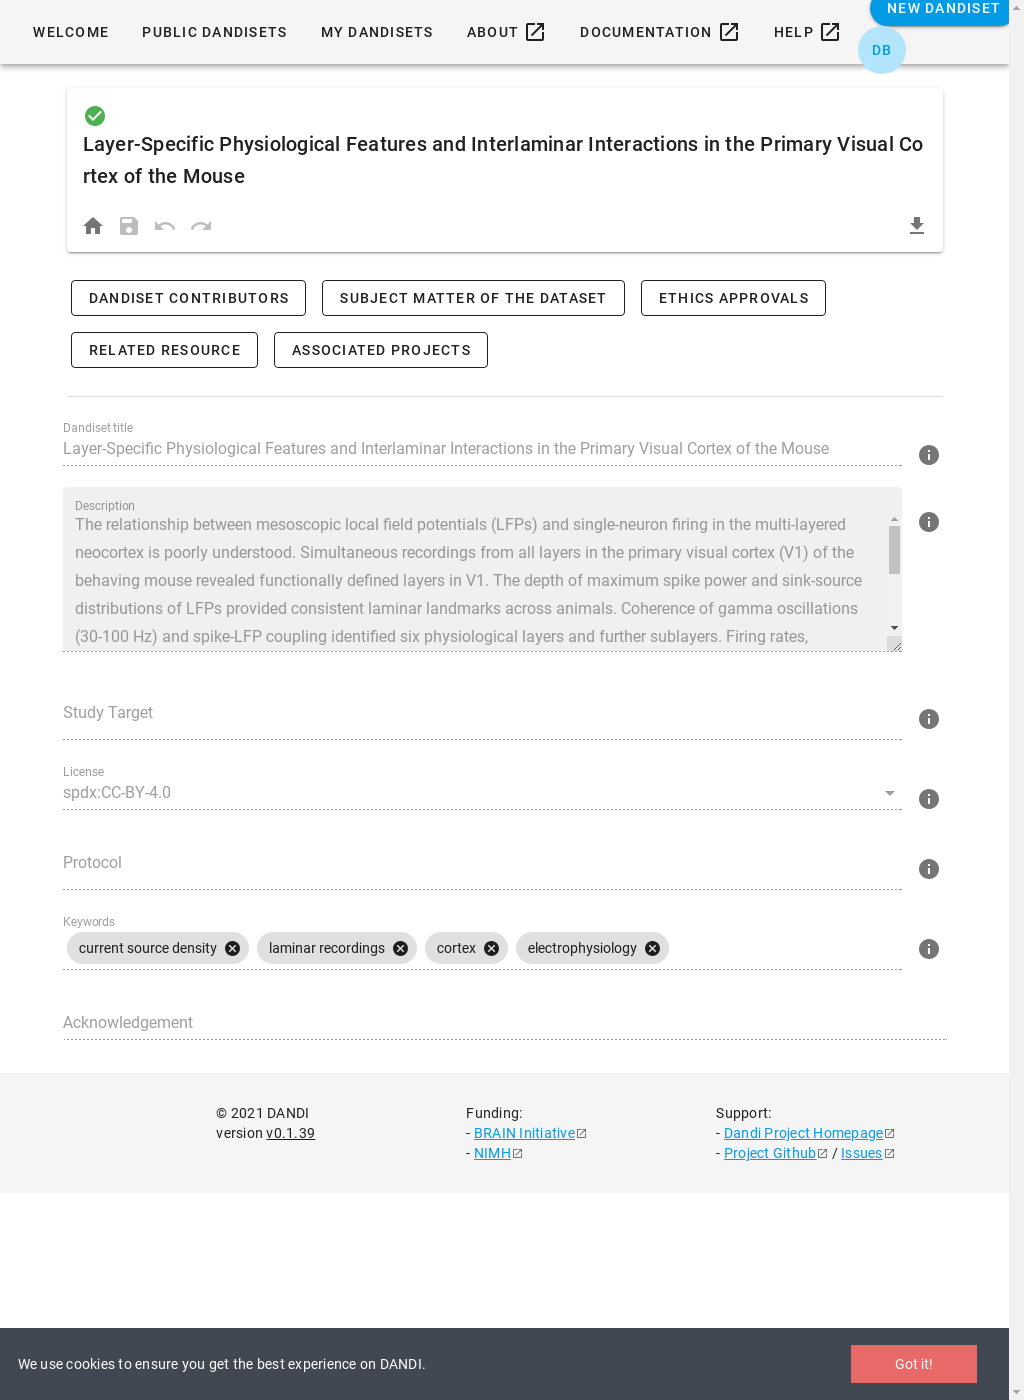 WELCOME
PUBLIC DANDISETS
MY DANDISETS
ABOUT
DOCUMENTATION
HELP
NEW DANDISET
DB
Layer-Specific Physiological Features and Interlaminar Interactions in the Primary Visual Co
rtex of the Mouse
DANDISET CONTRIBUTORS
SUBJECT MATTER OF THE DATASET
ETHICS APPROVALS
RELATED RESOURCE
ASSOCIATED PROJECTS
Dandiset title
Layer-Specific Physiological Features and Interlaminar Interactions in the Primary Visual Cortex of the Mouse
Description
The relationship between mesoscopic local field potentials (LFPs) and single-neuron firing in the multi-layered
neocortex is poorly understood. Simultaneous recordings from all layers in the primary visual cortex (V1) of the
behaving mouse revealed functionally defined layers in V1. The depth of maximum spike power and sink-source
distributions of LFPs provided consistent laminar landmarks across animals. Coherence of gamma oscillations
(30-100 Hz) and spike-LFP coupling identified six physiological layers and further sublayers. Firing rates,
Study Target
License
spdx:CC-BY-4.0
Protocol
Keywords
current source density
laminar recordings
cortex
electrophysiology
Acknowledgement
© 2021 DANDI
version v0.1.39
Funding:
- BRAIN Initiative
- NIMH
Support:
- Dandi Project Homepage
- Project Github / Issues
We use cookies to ensure you get the best experience on DANDI.
Got it!